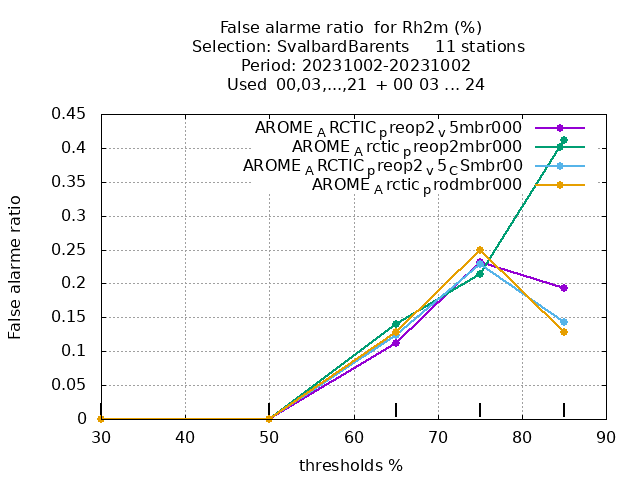 False alarme ratio  for Rh2m (%)
Selection: SvalbardBarents     11 stations
Period: 20231002-20231002
Used  00,03,...,21  + 00 03 ... 24
AROME_ARCTIC_preop2_v5mbr000
AROME_Arctic_preop2mbr000
AROME_ARCTIC_preop2_v5_CSmbr00
AROME_Arctic_prodmbr000
False alarme ratio
0.45
0.4
0.35
0.3
0.25
0.2
0.15
0.1
0.05
0
30 40 50 60 70 80 90
thresholds %